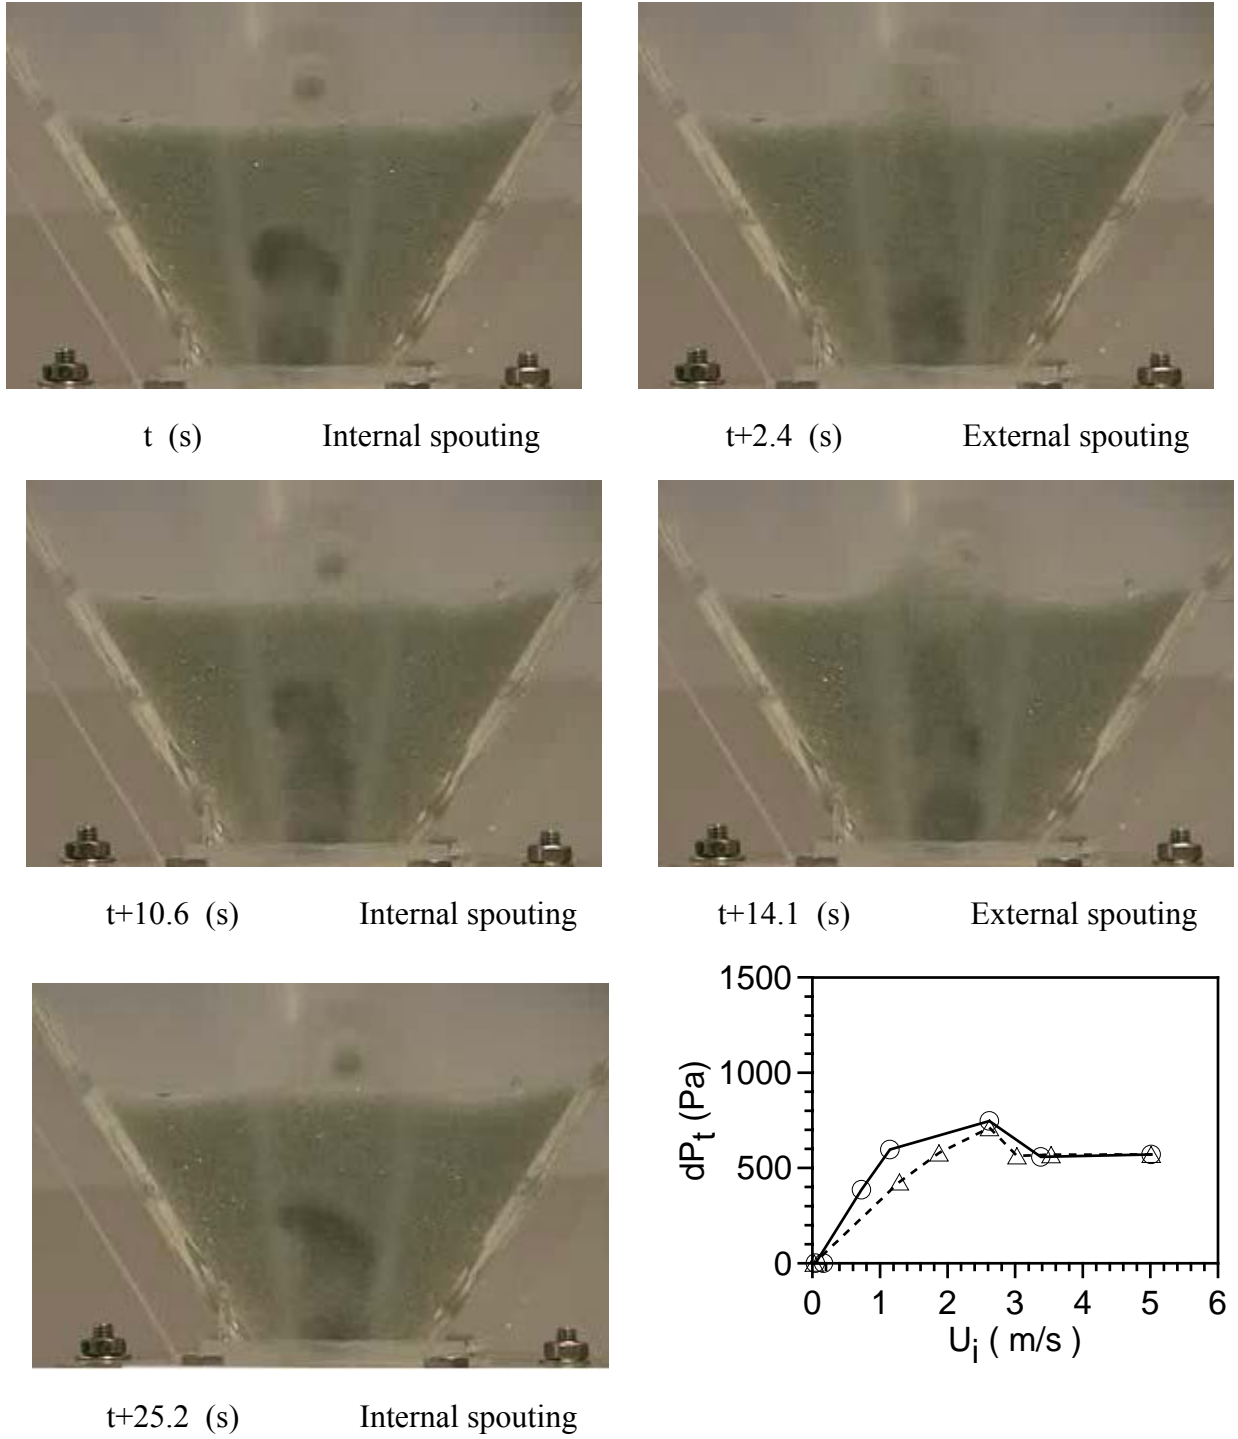 t (s) Internal spouting
t+2.4 (s) External spouting
t+10.6 (s) Internal spouting
t+14.1 (s) External spouting
1500
1000
500
0
dPt (Pa)
0 1 2 3 4 5 6
Ui ( m/s )
t+25.2 (s) Internal spouting